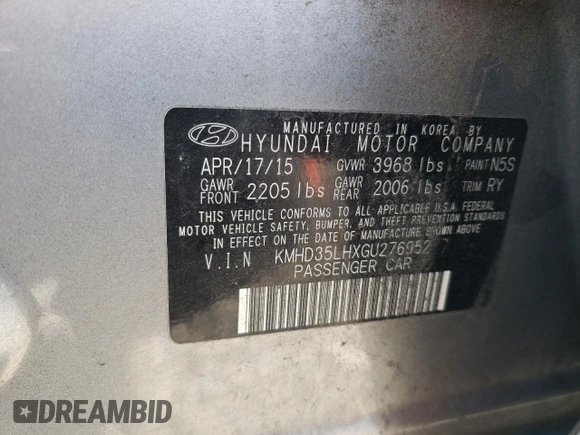 MANUFACTURED IN KOREA BY
HYUNDAI MOTOR COMPANY
APR/17/15 GVWR 3968 lbs PAINT N5S
GAWR FRONT 2205 lbs GAWR REAR 2006 lbs TRIM RY
THIS VEHICLE CONFORMS TO ALL APPLICABLE U.S.A. FEDERAL
MOTOR VEHICLE SAFETY, BUMPER, AND THEFT PREVENTION STANDARDS
IN EFFECT ON THE DATE OF MANUFACTURE SHOWN ABOVE
V.I.N KMHD35LHXGU276952
PASSENGER CAR
DREAMBID